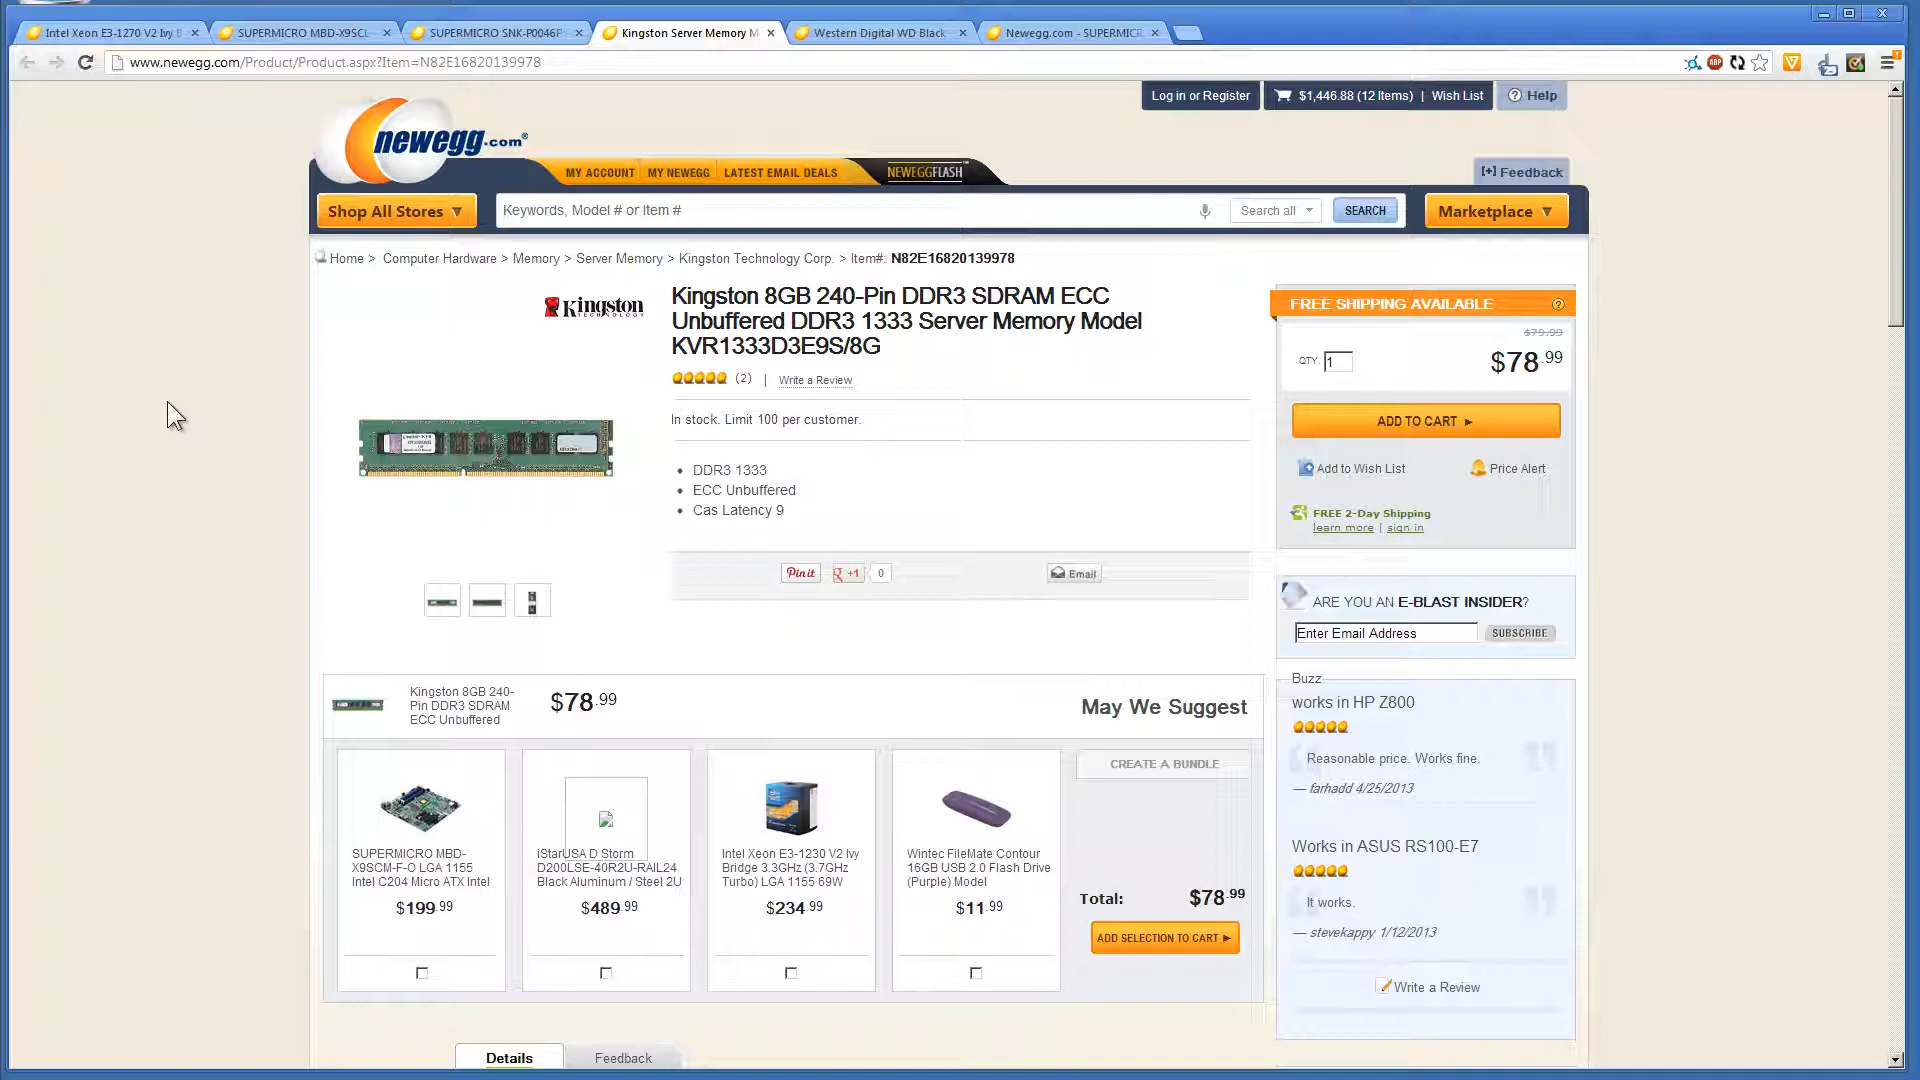 Intel Xeon E3-1270 V2 Ivy B
SUPERMICRO MBD-X9SCL
SUPERMICRO SNK-P0046P
Kingston Server Memory M
Western Digital WD Black
Newegg.com - SUPERMICR
www.newegg.com/Product/Product.aspx?Item=N82E16820139978
ABP
Log in or Register
$1,446.88 (12 Items) | Wish List
Help
newegg.com
MY ACCOUNT
MY NEWEGG
LATEST EMAIL DEALS
NEWEGGFLASH
[+] Feedback
Shop All Stores
Keywords, Model # or Item #
Search all
SEARCH
Marketplace
Home > Computer Hardware > Memory > Server Memory > Kingston Technology Corp. > Item#: N82E16820139978
Kingston
TECHNOLOGY
Kingston 8GB 240-Pin DDR3 SDRAM ECC
Unbuffered DDR3 1333 Server Memory Model
KVR1333D3E9S/8G
(2) | Write a Review
In stock. Limit 100 per customer.
DDR3 1333
ECC Unbuffered
Cas Latency 9
Pin it
g +1
0
Email
FREE SHIPPING AVAILABLE
$79.99
QTY: 1
$78.99
ADD TO CART
Add to Wish List
Price Alert
FREE 2-Day Shipping
learn more | sign in
ARE YOU AN E-BLAST INSIDER?
Enter Email Address
SUBSCRIBE
Buzz
works in HP Z800
Reasonable price. Works fine.
— farhadd 4/25/2013
Works in ASUS RS100-E7
It works.
— stevekappy 1/12/2013
Write a Review
Kingston 8GB 240-
Pin DDR3 SDRAM
ECC Unbuffered
$78.99
May We Suggest
SUPERMICRO MBD-
X9SCM-F-O LGA 1155
Intel C204 Micro ATX Intel
$199.99
iStarUSA D Storm
D200LSE-40R2U-RAIL24
Black Aluminum / Steel 2U
$489.99
Intel Xeon E3-1230 V2 Ivy
Bridge 3.3GHz (3.7GHz
Turbo) LGA 1155 69W
$234.99
Wintec FileMate Contour
16GB USB 2.0 Flash Drive
(Purple) Model
$11.99
CREATE A BUNDLE
Total: $78.99
ADD SELECTION TO CART
Details
Feedback